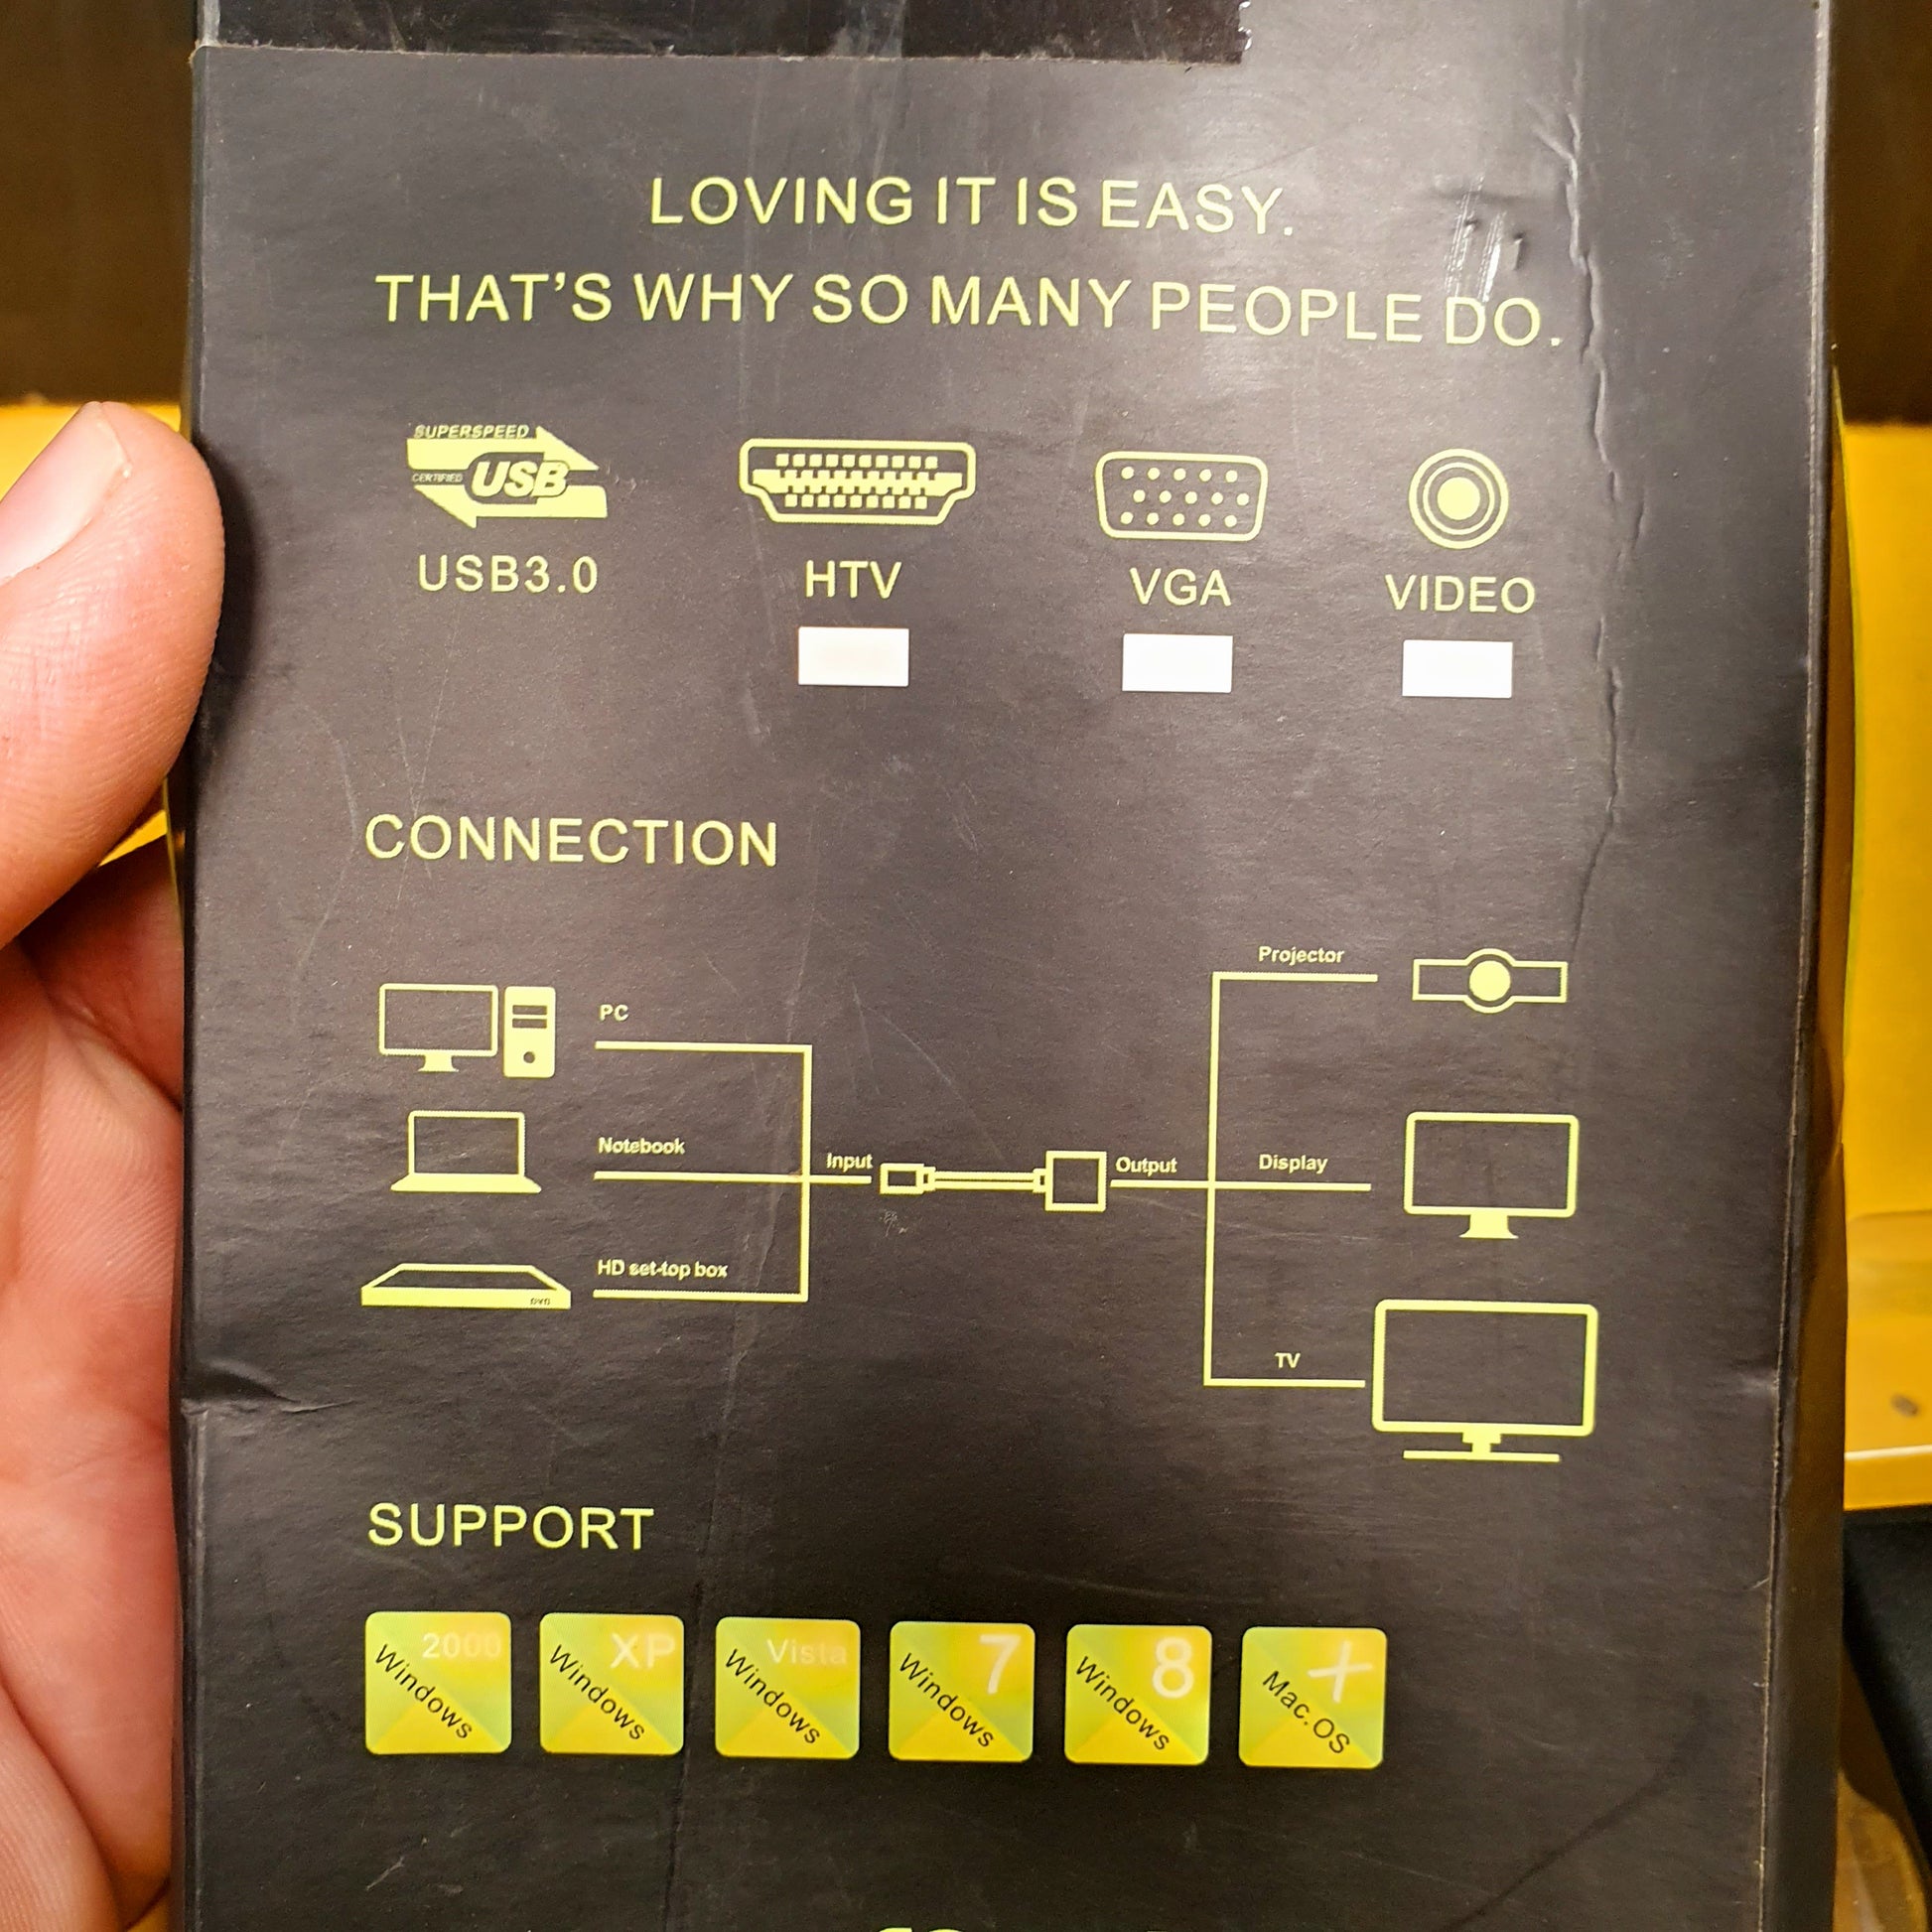 LOVING IT IS EASY.
THAT'S WHY SO MANY PEOPLE DO.
SUPERSPEED
CERTIFIED USB
USB3.0 HTV VGA VIDEO
CONNECTION
Projector
PC
Notebook
Input Output Display
HD set-top box
DVD
TV
SUPPORT
2000 XP Vista 7 8 +
Windows Windows Windows Windows Windows Mac.OS